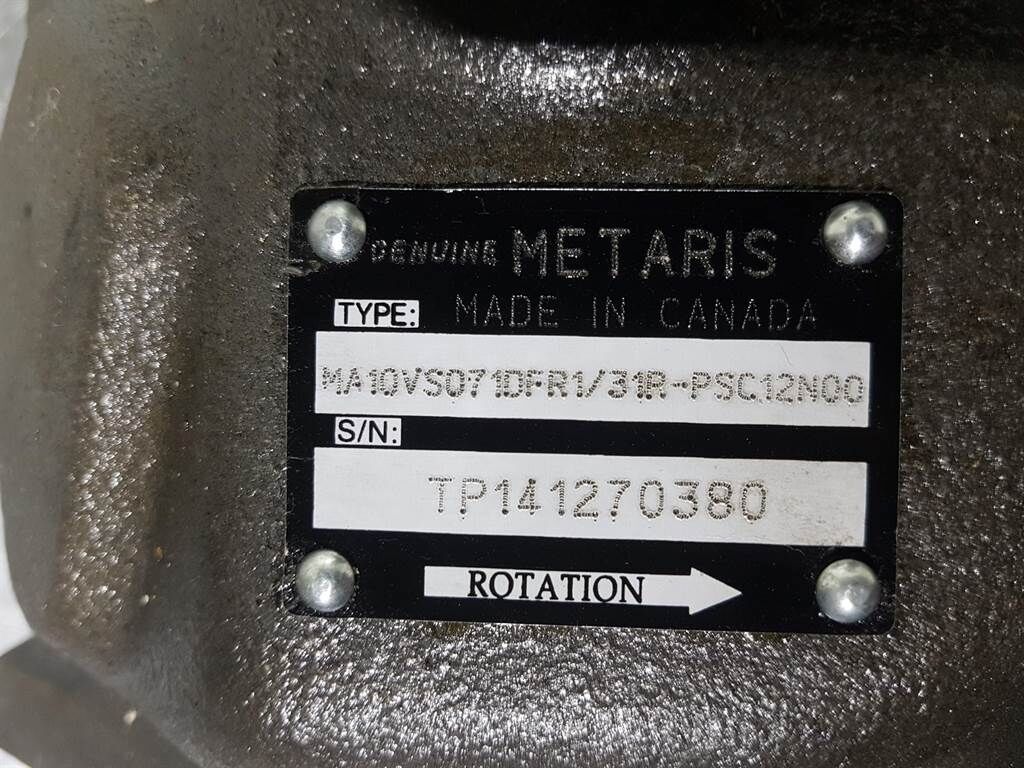 GENUINE METARIS
TYPE: MADE IN CANADA
MA10VSO71DFR1/31R-PSC12N00
S/N:
TP141270380
ROTATION